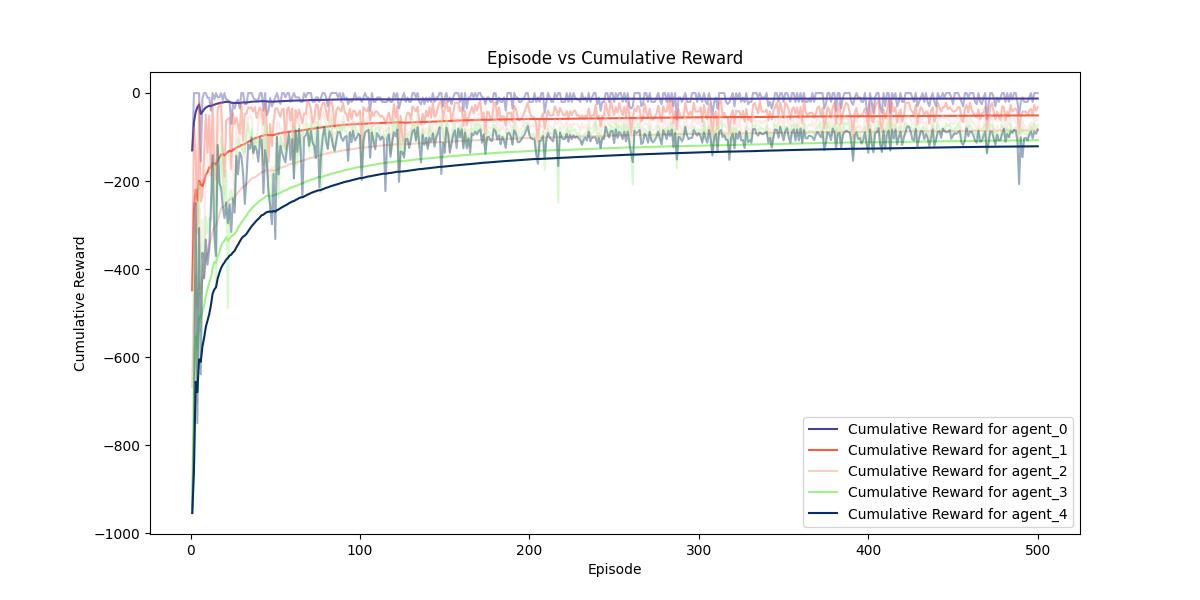 Episode vs Cumulative Reward
Cumulative Reward
0
−200
−400
−600
−800
−1000
0
100
200
300
400
500
Episode
Cumulative Reward for agent_0
Cumulative Reward for agent_1
Cumulative Reward for agent_2
Cumulative Reward for agent_3
Cumulative Reward for agent_4